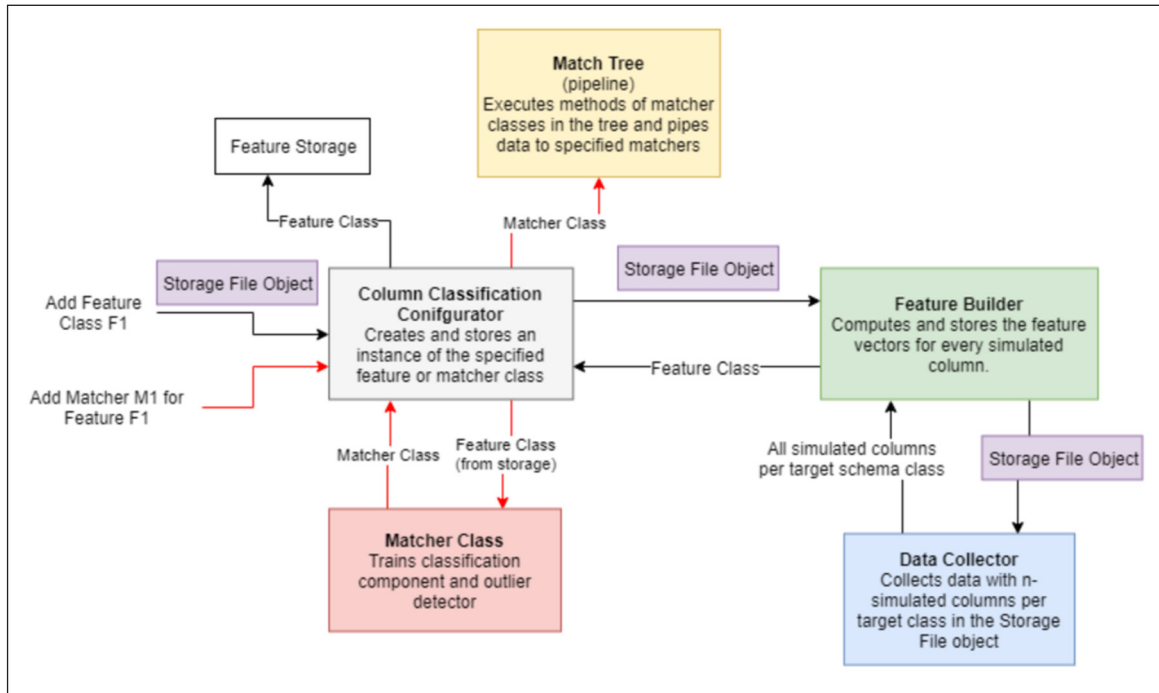 Match Tree
(pipeline)
Executes methods of matcher
classes in the tree and pipes
data to specified matchers
Feature Storage
Feature Class
Matcher Class
Storage File Object
Storage File Object
Add Feature
Class F1
Column Classification
Conifgurator
Creates and stores an
instance of the specified
feature or matcher class
Feature Builder
Computes and stores the feature
vectors for every simulated
column.
Feature Class
Add Matcher M1 for
Feature F1
Matcher Class
Feature Class
(from storage)
All simulated columns
per target schema class
Storage File Object
Matcher Class
Trains classification
component and outlier
detector
Data Collector
Collects data with n-
simulated columns per
target class in the Storage
File object